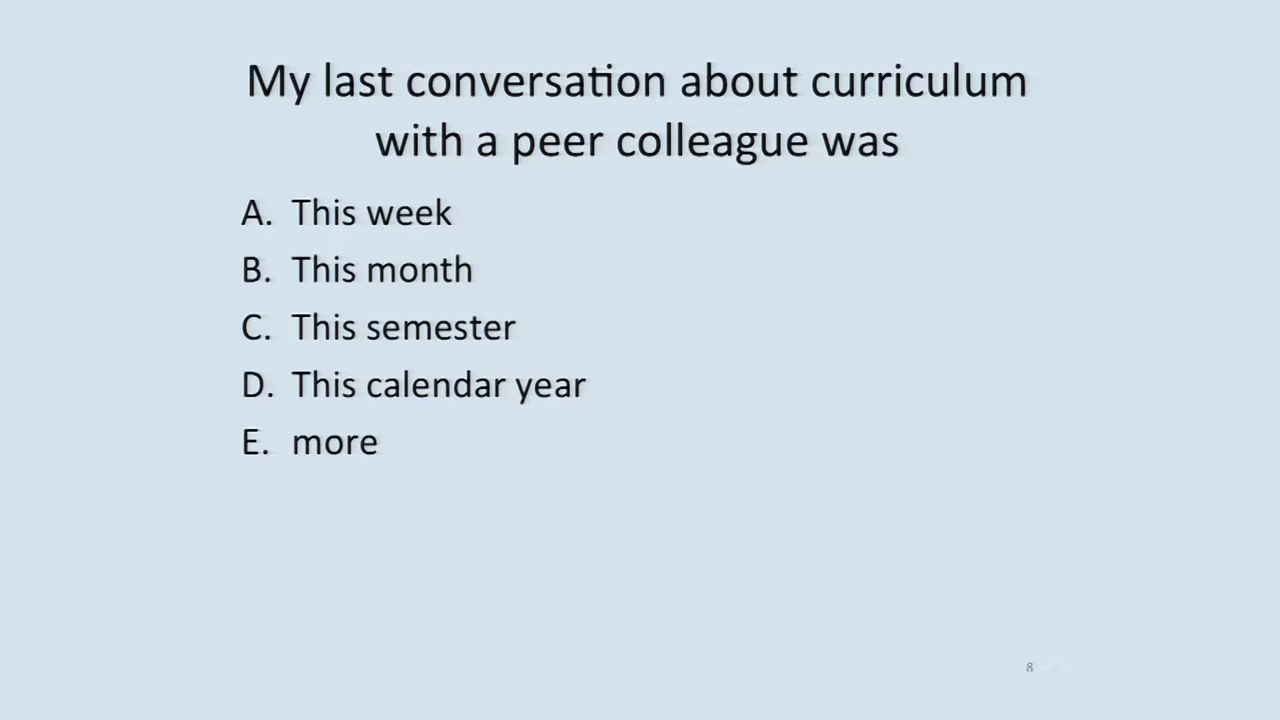 My last conversation about curriculum
with a peer colleague was
A. This week
B. This month
C. This semester
D. This calendar year
E. more
8